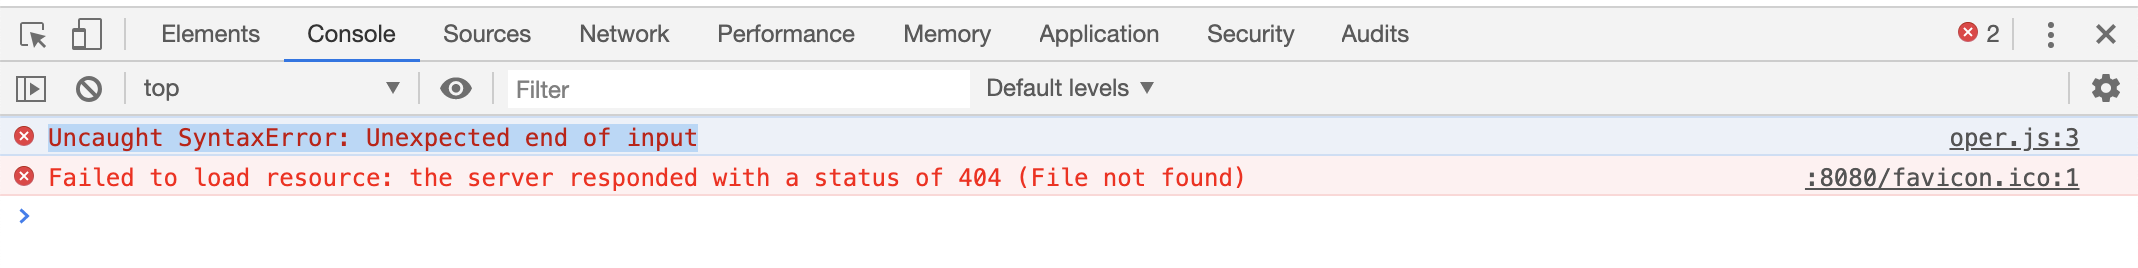 Elements Console Sources Network Performance Memory Application Security Audits 2
top Filter Default levels
Uncaught SyntaxError: Unexpected end of input oper.js:3
Failed to load resource: the server responded with a status of 404 (File not found) :8080/favicon.ico:1